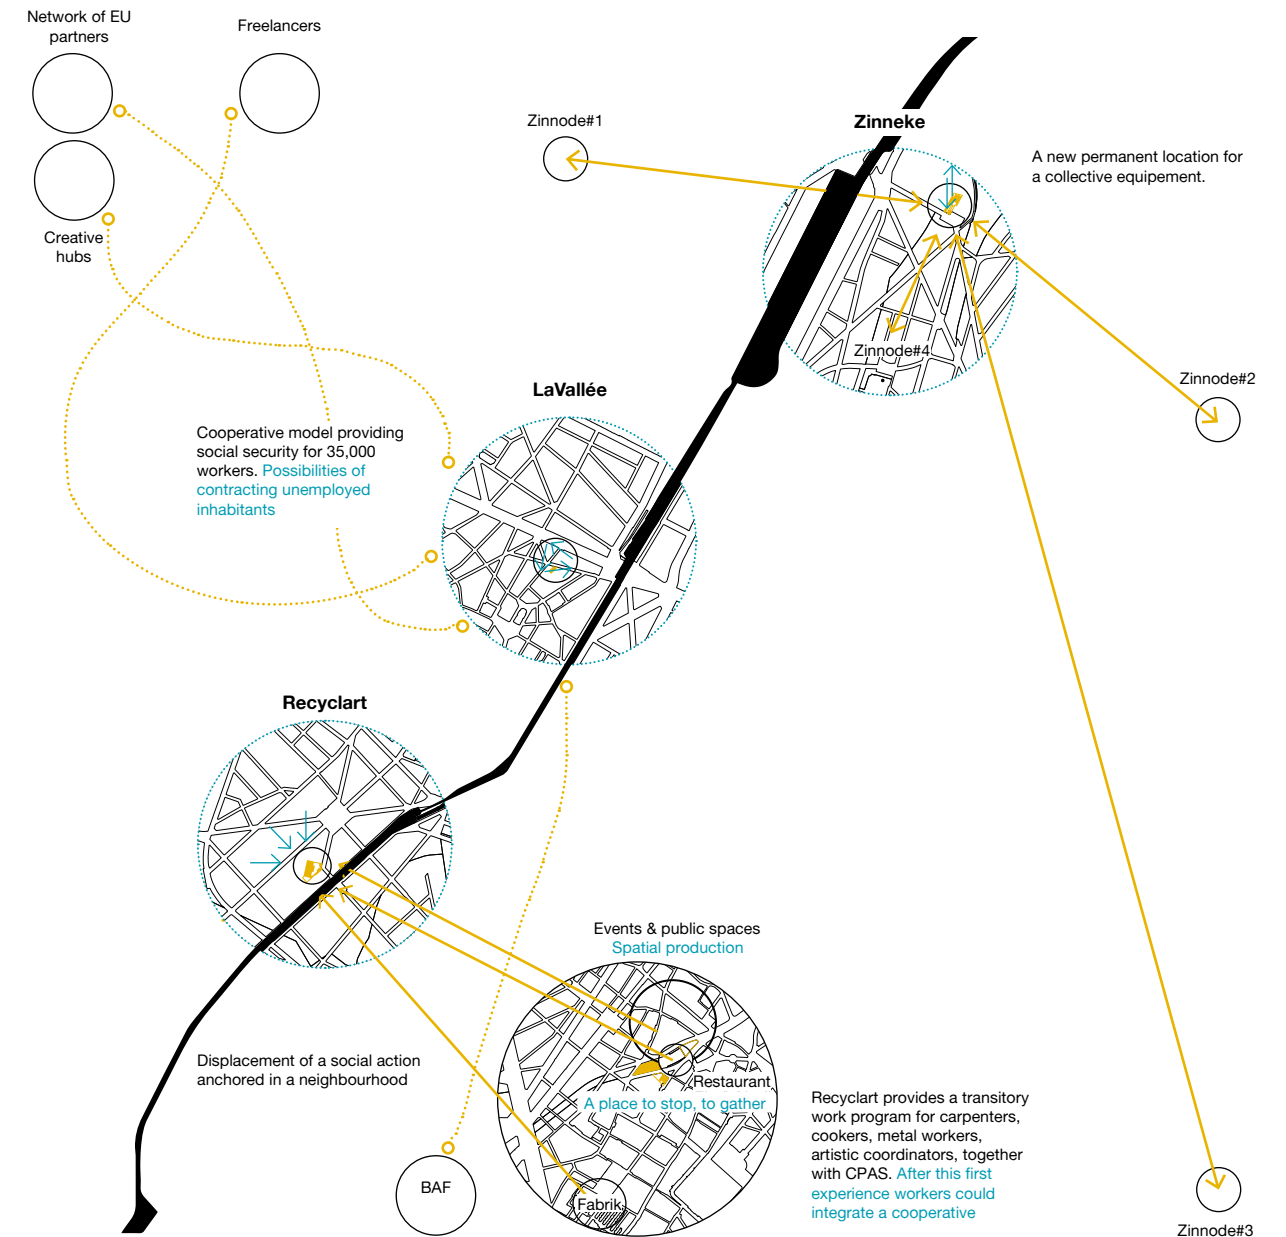 Network of EU
partners
Freelancers
Creative
hubs
Zinnode#1
Zinneke
A new permanent location for
a collective equipement.
Zinnode#4
Zinnode#2
LaVallée
Cooperative model providing
social security for 35,000
workers. Possibilities of
contracting unemployed
inhabitants
Recyclart
Events & public spaces
Spatial production
Restaurant
A place to stop, to gather
Displacement of a social action
anchored in a neighbourhood
Recyclart provides a transitory
work program for carpenters,
cookers, metal workers,
artistic coordinators, together
with CPAS. After this first
experience workers could
integrate a cooperative
BAF
Fabrik
Zinnode#3